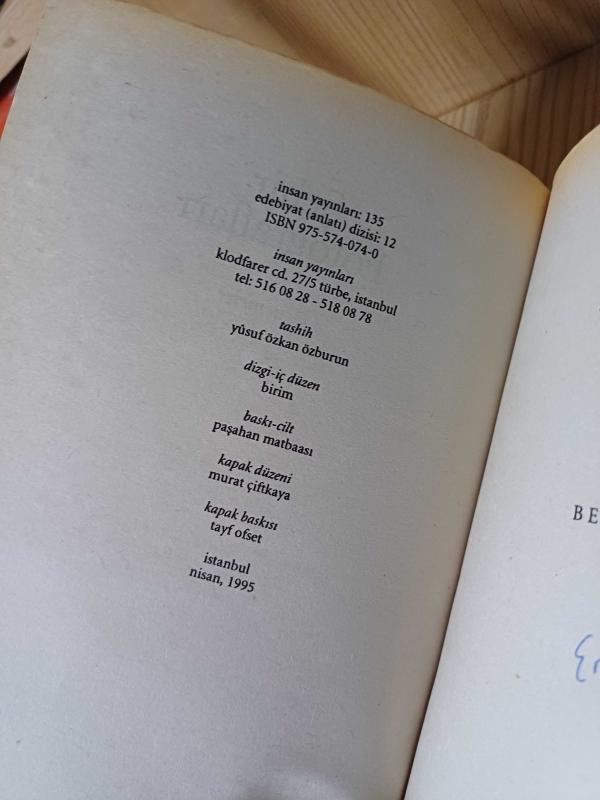 insan yayınları: 135
edebiyat (anlatı) dizisi: 12
ISBN 975-574-074-0
insan yayınları
klodfarer cd. 27/5 türbe, istanbul
tel: 516 08 28 - 518 08 78
tashih
yûsuf özkan özburun
dizgi-iç düzen
birim
baskı-cilt
paşahan matbaası
kapak düzeni
murat çiftkaya
kapak baskısı
tayf ofset
istanbul
nisan, 1995
BE